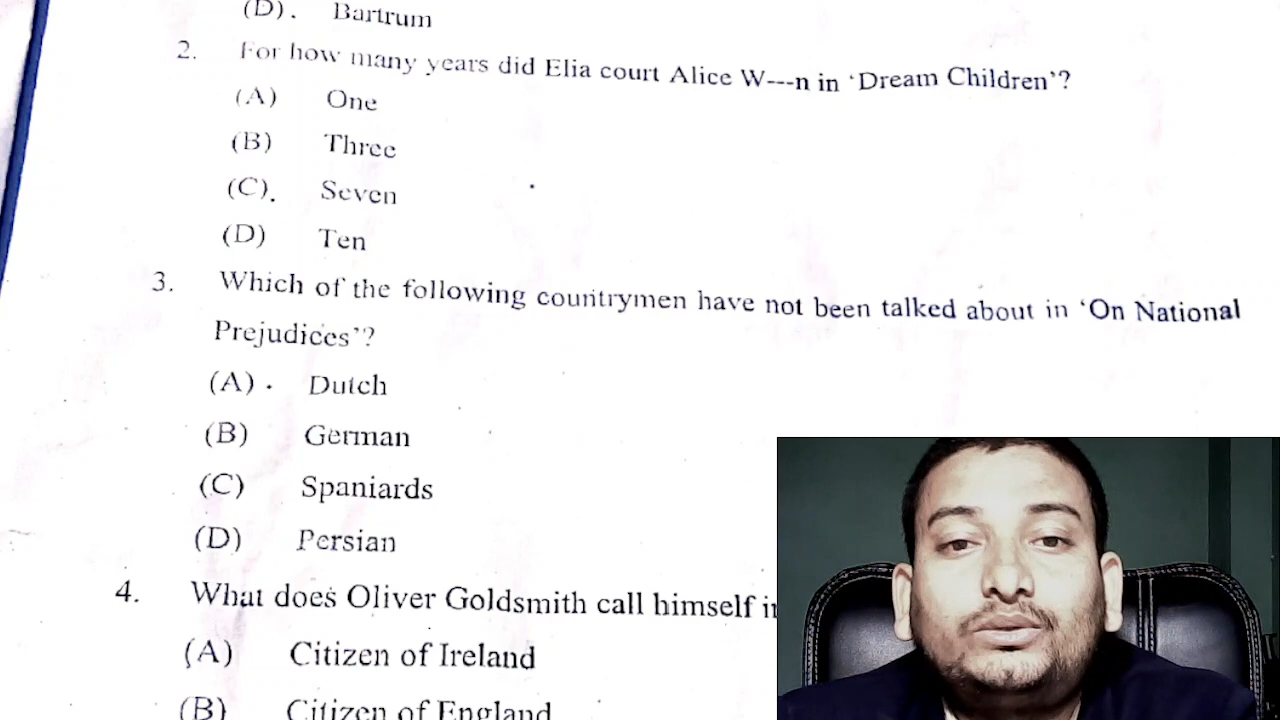 (D). Bartrum
2. For how many years did Elia court Alice W---n in ‘Dream Children’?
(A) One
(B) Three
(C). Seven
(D) Ten
3. Which of the following countrymen have not been talked about in ‘On National
Prejudices’?
(A) . Dutch
(B) German
(C) Spaniards
(D) Persian
4. What does Oliver Goldsmith call himself
(A) Citizen of Ireland
(B) Citizen of England